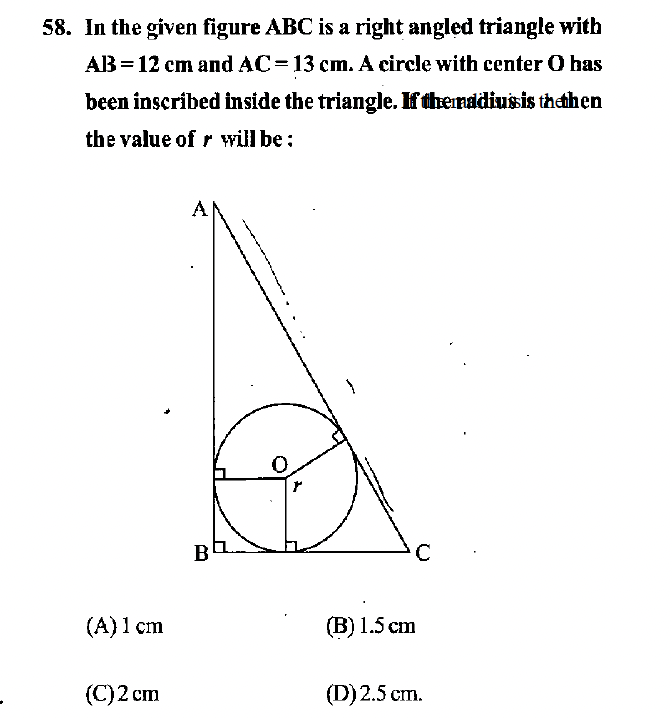 58. In the given figure ABC is a right angled triangle with
AB = 12 cm and AC = 13 cm. A circle with center O has
been inscribed inside the triangle. If the radius is then
the value of r will be :
A
O
r
B
C
(A) 1 cm
(B) 1.5 cm
(C) 2 cm
(D) 2.5 cm.